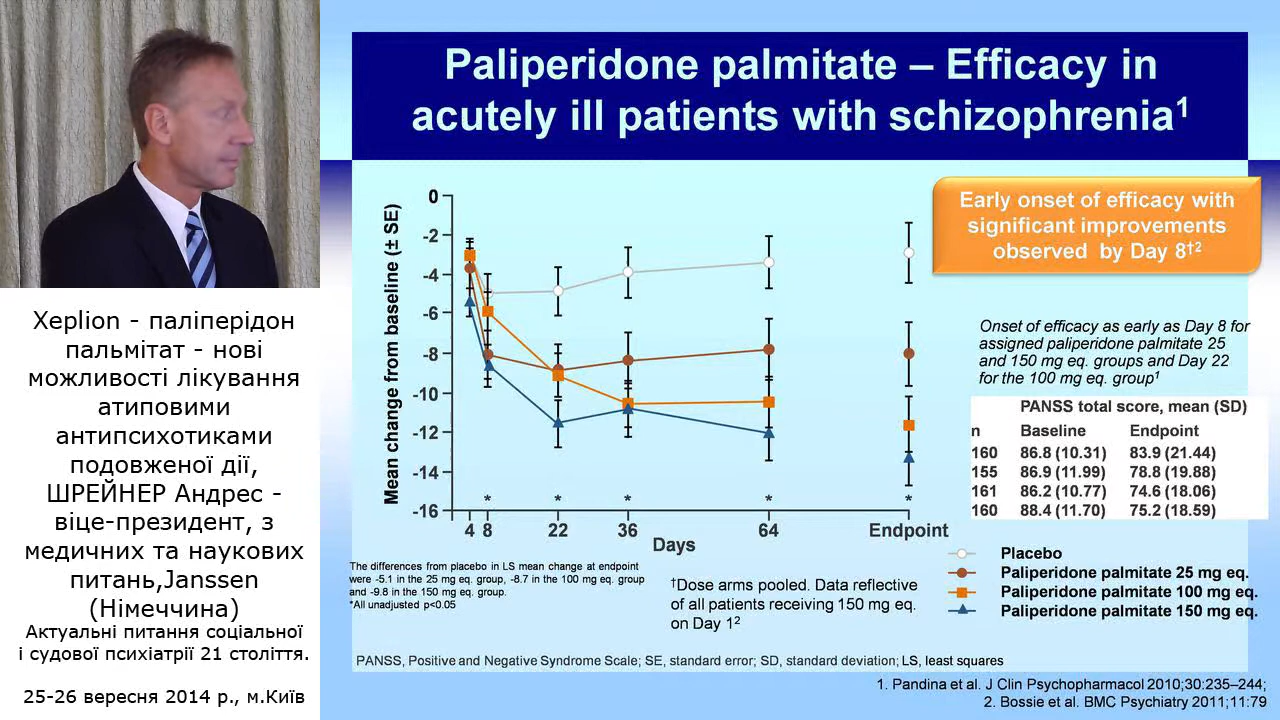 Paliperidone palmitate – Efficacy in
acutely ill patients with schizophrenia1
Xeplion - паліперідон
пальмітат - нові
можливості лікування
атиповими
антипсихотиками
подовженої дії,
ШРЕЙНЕР Андрес -
віце-президент, з
медичних та наукових
питань,Janssen
(Німеччина)
Актуальні питання соціальної
і судової психіатрії 21 століття.
25-26 вересня 2014 р., м.Київ
Mean change from baseline (± SE)
0
-2
-4
-6
-8
-10
-12
-14
-16
* * * * *
4 8 22 36 64 Endpoint
Days
Early onset of efficacy with
significant improvements
observed by Day 8†2
Onset of efficacy as early as Day 8 for
assigned paliperidone palmitate 25
and 150 mg eq. groups and Day 22
for the 100 mg eq. group1
PANSS total score, mean (SD)
n Baseline Endpoint
160 86.8 (10.31) 83.9 (21.44)
155 86.9 (11.99) 78.8 (19.88)
161 86.2 (10.77) 74.6 (18.06)
160 88.4 (11.70) 75.2 (18.59)
Placebo
Paliperidone palmitate 25 mg eq.
Paliperidone palmitate 100 mg eq.
Paliperidone palmitate 150 mg eq.
The differences from placebo in LS mean change at endpoint
were -5.1 in the 25 mg eq. group, -8.7 in the 100 mg eq. group
and -9.8 in the 150 mg eq. group.
*All unadjusted p<0.05
†Dose arms pooled. Data reflective
of all patients receiving 150 mg eq.
on Day 12
PANSS, Positive and Negative Syndrome Scale; SE, standard error; SD, standard deviation; LS, least squares
1. Pandina et al. J Clin Psychopharmacol 2010;30:235–244;
2. Bossie et al. BMC Psychiatry 2011;11:79